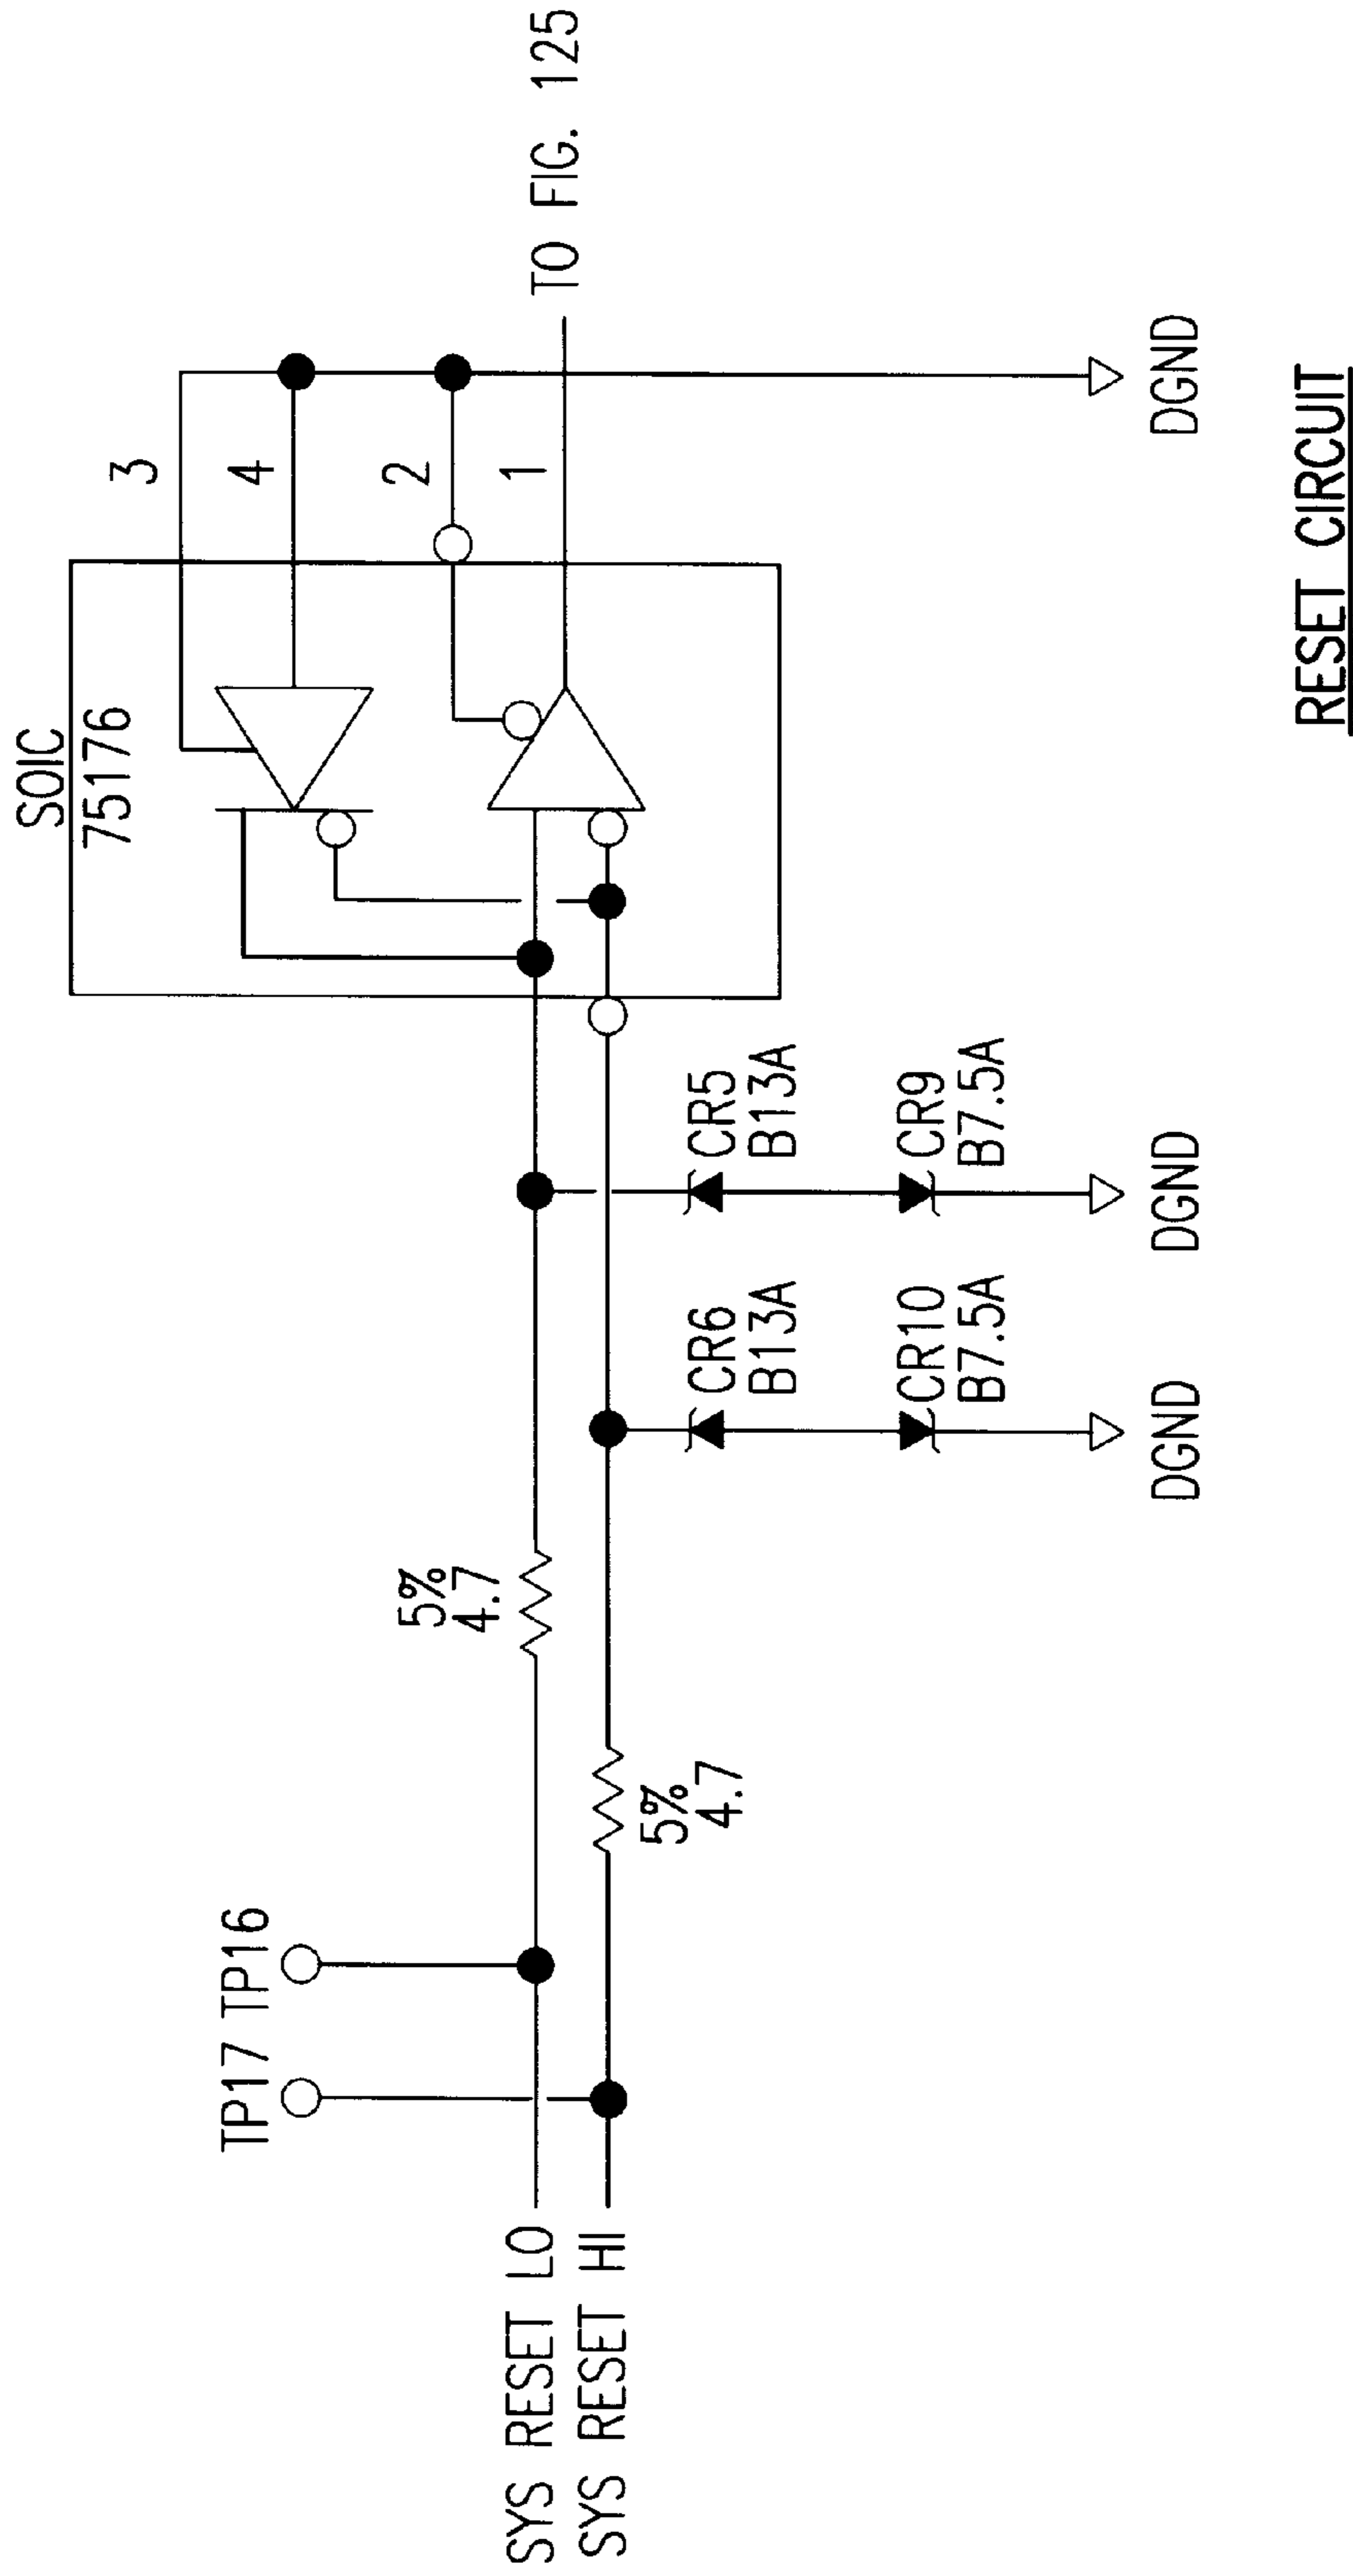 SOIC
75176
3
4
2
1
TO FIG. 125
TP17 TP16
5%
4.7
SYS RESET LO
SYS RESET HI
5%
4.7
CR6
B13A
CR5
B13A
CR10
B7.5A
CR9
B7.5A
DGND
DGND
DGND
RESET CIRCUIT